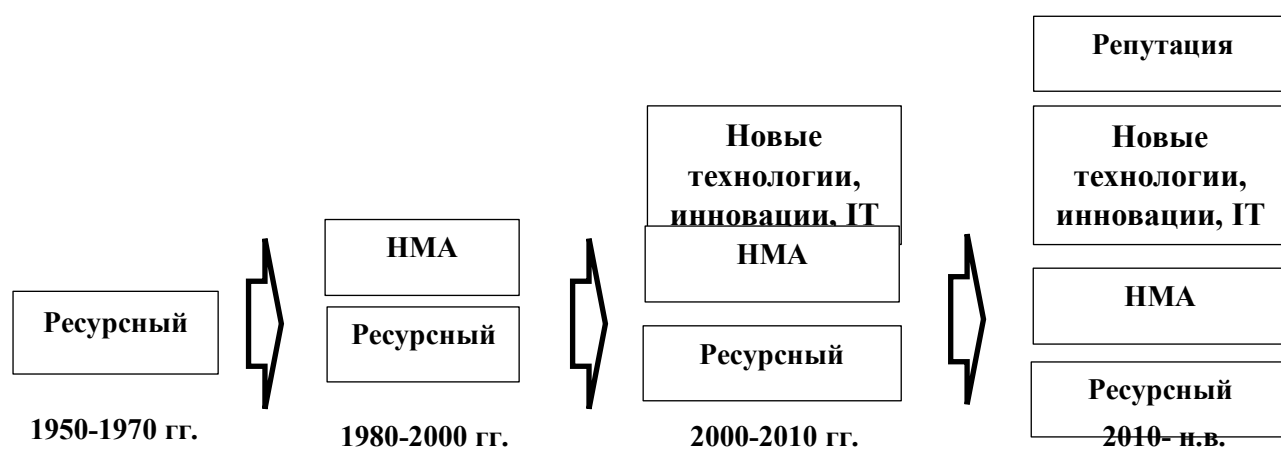 Ресурсный
1950-1970 гг.
НМА
Ресурсный
1980-2000 гг.
Новые
технологии,
инновации, IT
НМА
Ресурсный
2000-2010 гг.
Репутация
Новые
технологии,
инновации, IT
НМА
Ресурсный
2010- н.в.